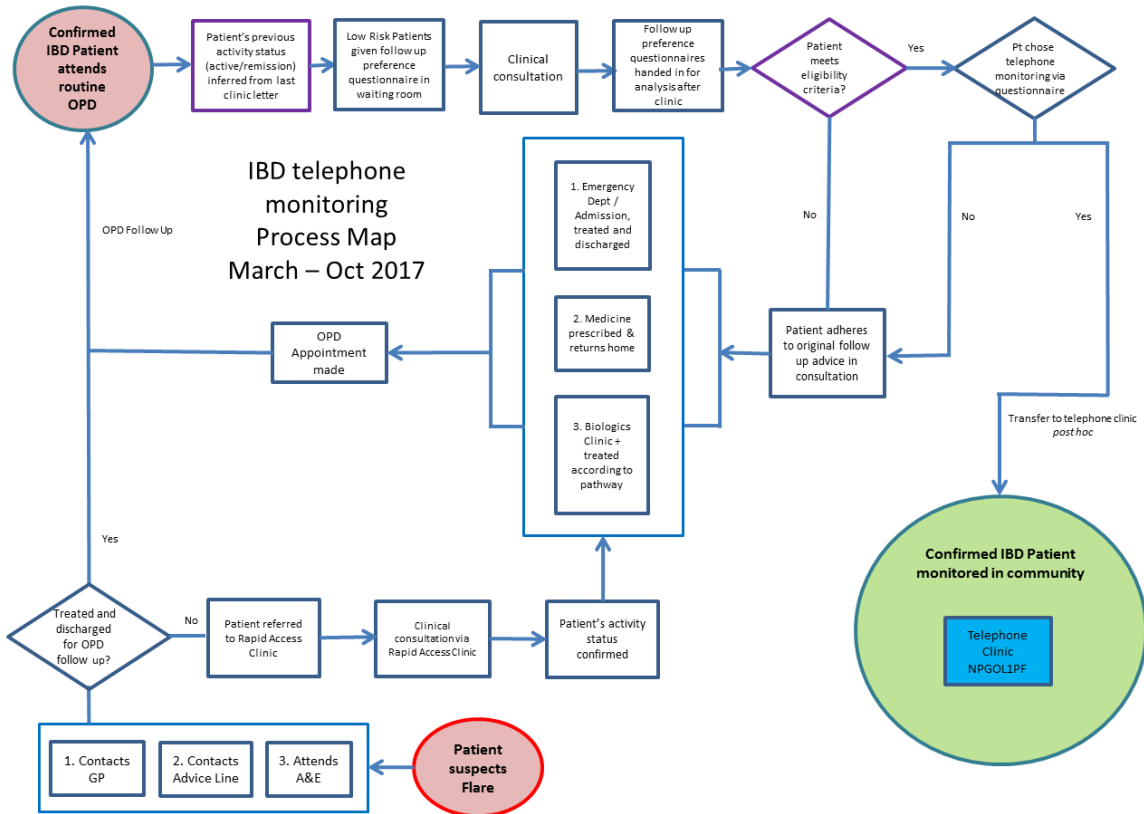 Confirmed
IBD Patient
attends
routine
OPD
Patient's previous
activity status
(active/remission)
inferred from last
clinic letter
Low Risk Patients
given follow up
preference
questionnaire in
waiting room
Clinical
consultation
Follow up
preference
questionnaires
handed in for
analysis after
clinic
Patient
meets
eligibility
criteria?
Yes
Pt chose
telephone
monitoring via
questionnaire
IBD telephone
monitoring
Process Map
March – Oct 2017
OPD Follow Up
1. Emergency
Dept /
Admission,
treated and
discharged
2. Medicine
prescribed &
returns home
3. Biologics
Clinic +
treated
according to
pathway
No
No
Yes
OPD
Appointment
made
Patient adheres
to original follow
up advice in
consultation
Transfer to telephone clinic
post hoc
Confirmed IBD Patient
monitored in community
Telephone
Clinic
NPGOL1PF
Yes
Treated and
discharged
for OPD
follow up?
No
Patient referred
to Rapid Access
Clinic
Clinical
consultation via
Rapid Access Clinic
Patient's activity
status
confirmed
1. Contacts
GP
2. Contacts
Advice Line
3. Attends
A&E
Patient
suspects
Flare